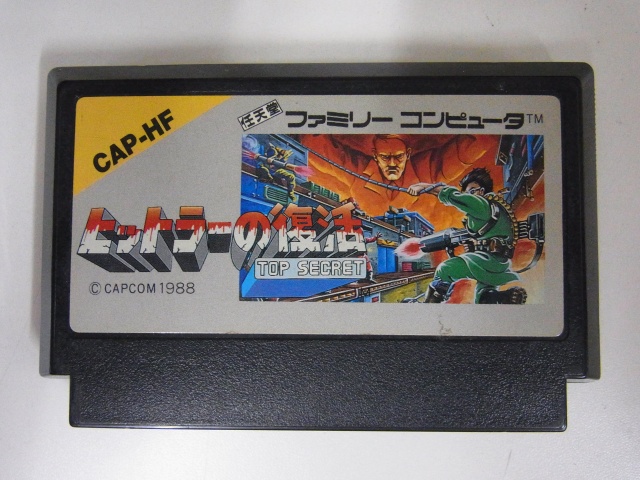 CAP-HF
任天堂 ファミリー コンピュータ™
ヒットラーの復活
TOP SECRET
© CAPCOM 1988